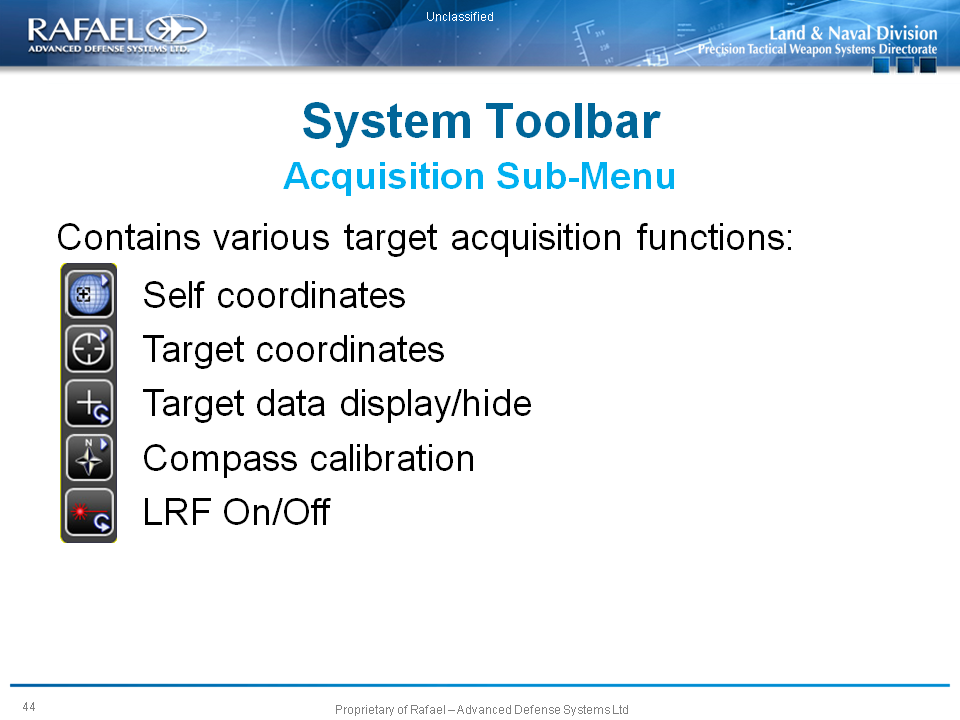 Unclassified
RAFAEL
ADVANCED DEFENSE SYSTEMS LTD.
Land & Naval Division
Precision Tactical Weapon Systems Directorate
System Toolbar
Acquisition Sub-Menu
Contains various target acquisition functions:
Self coordinates
Target coordinates
Target data display/hide
N
Compass calibration
LRF On/Off
44
Proprietary of Rafael – Advanced Defense Systems Ltd